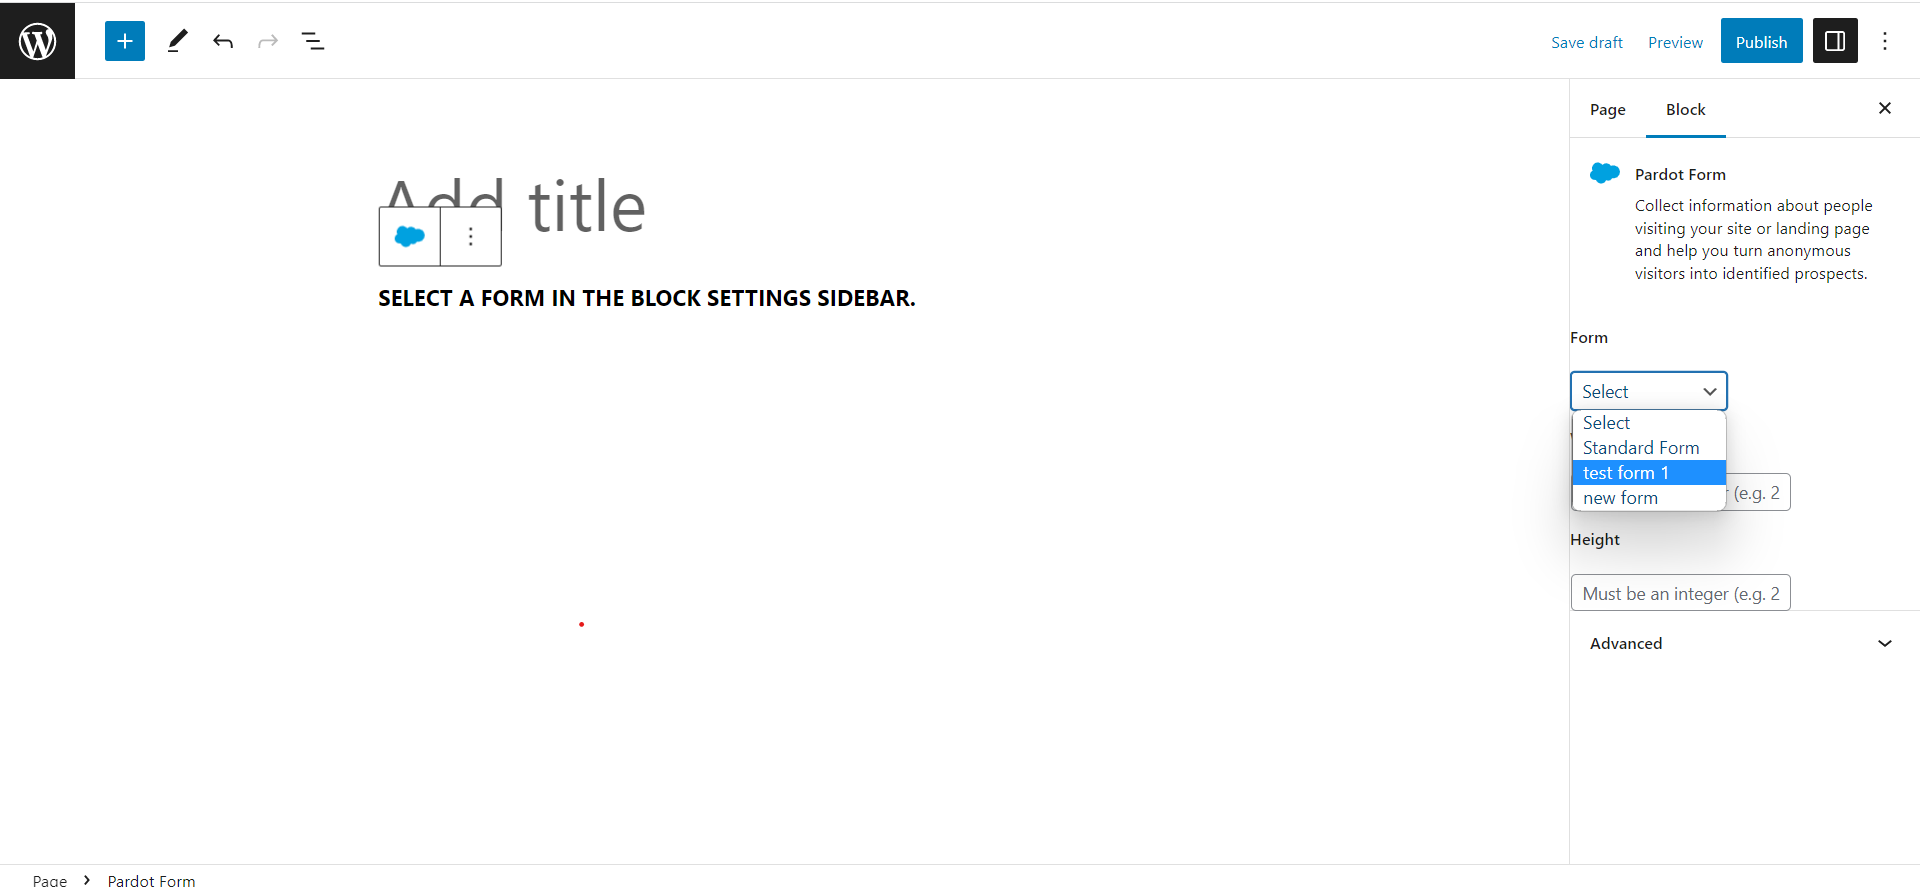 Save draft
Preview
Publish
Page
Block
Add title
SELECT A FORM IN THE BLOCK SETTINGS SIDEBAR.
Pardot Form
Collect information about people
visiting your site or landing page
and help you turn anonymous
visitors into identified prospects.
Form
Select
Select
Standard Form
test form 1
new form
(e.g. 2
Height
Must be an integer (e.g. 2
Advanced
Page
Pardot Form